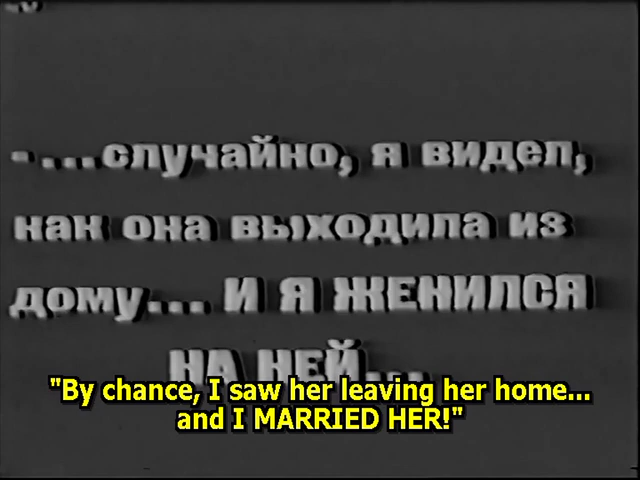 -...случайно, я видел,
как она выходила из
дому... И Я ЖЕНИЛСЯ
НА НЕЙ...
"By chance, I saw her leaving her home...
and I MARRIED HER!"